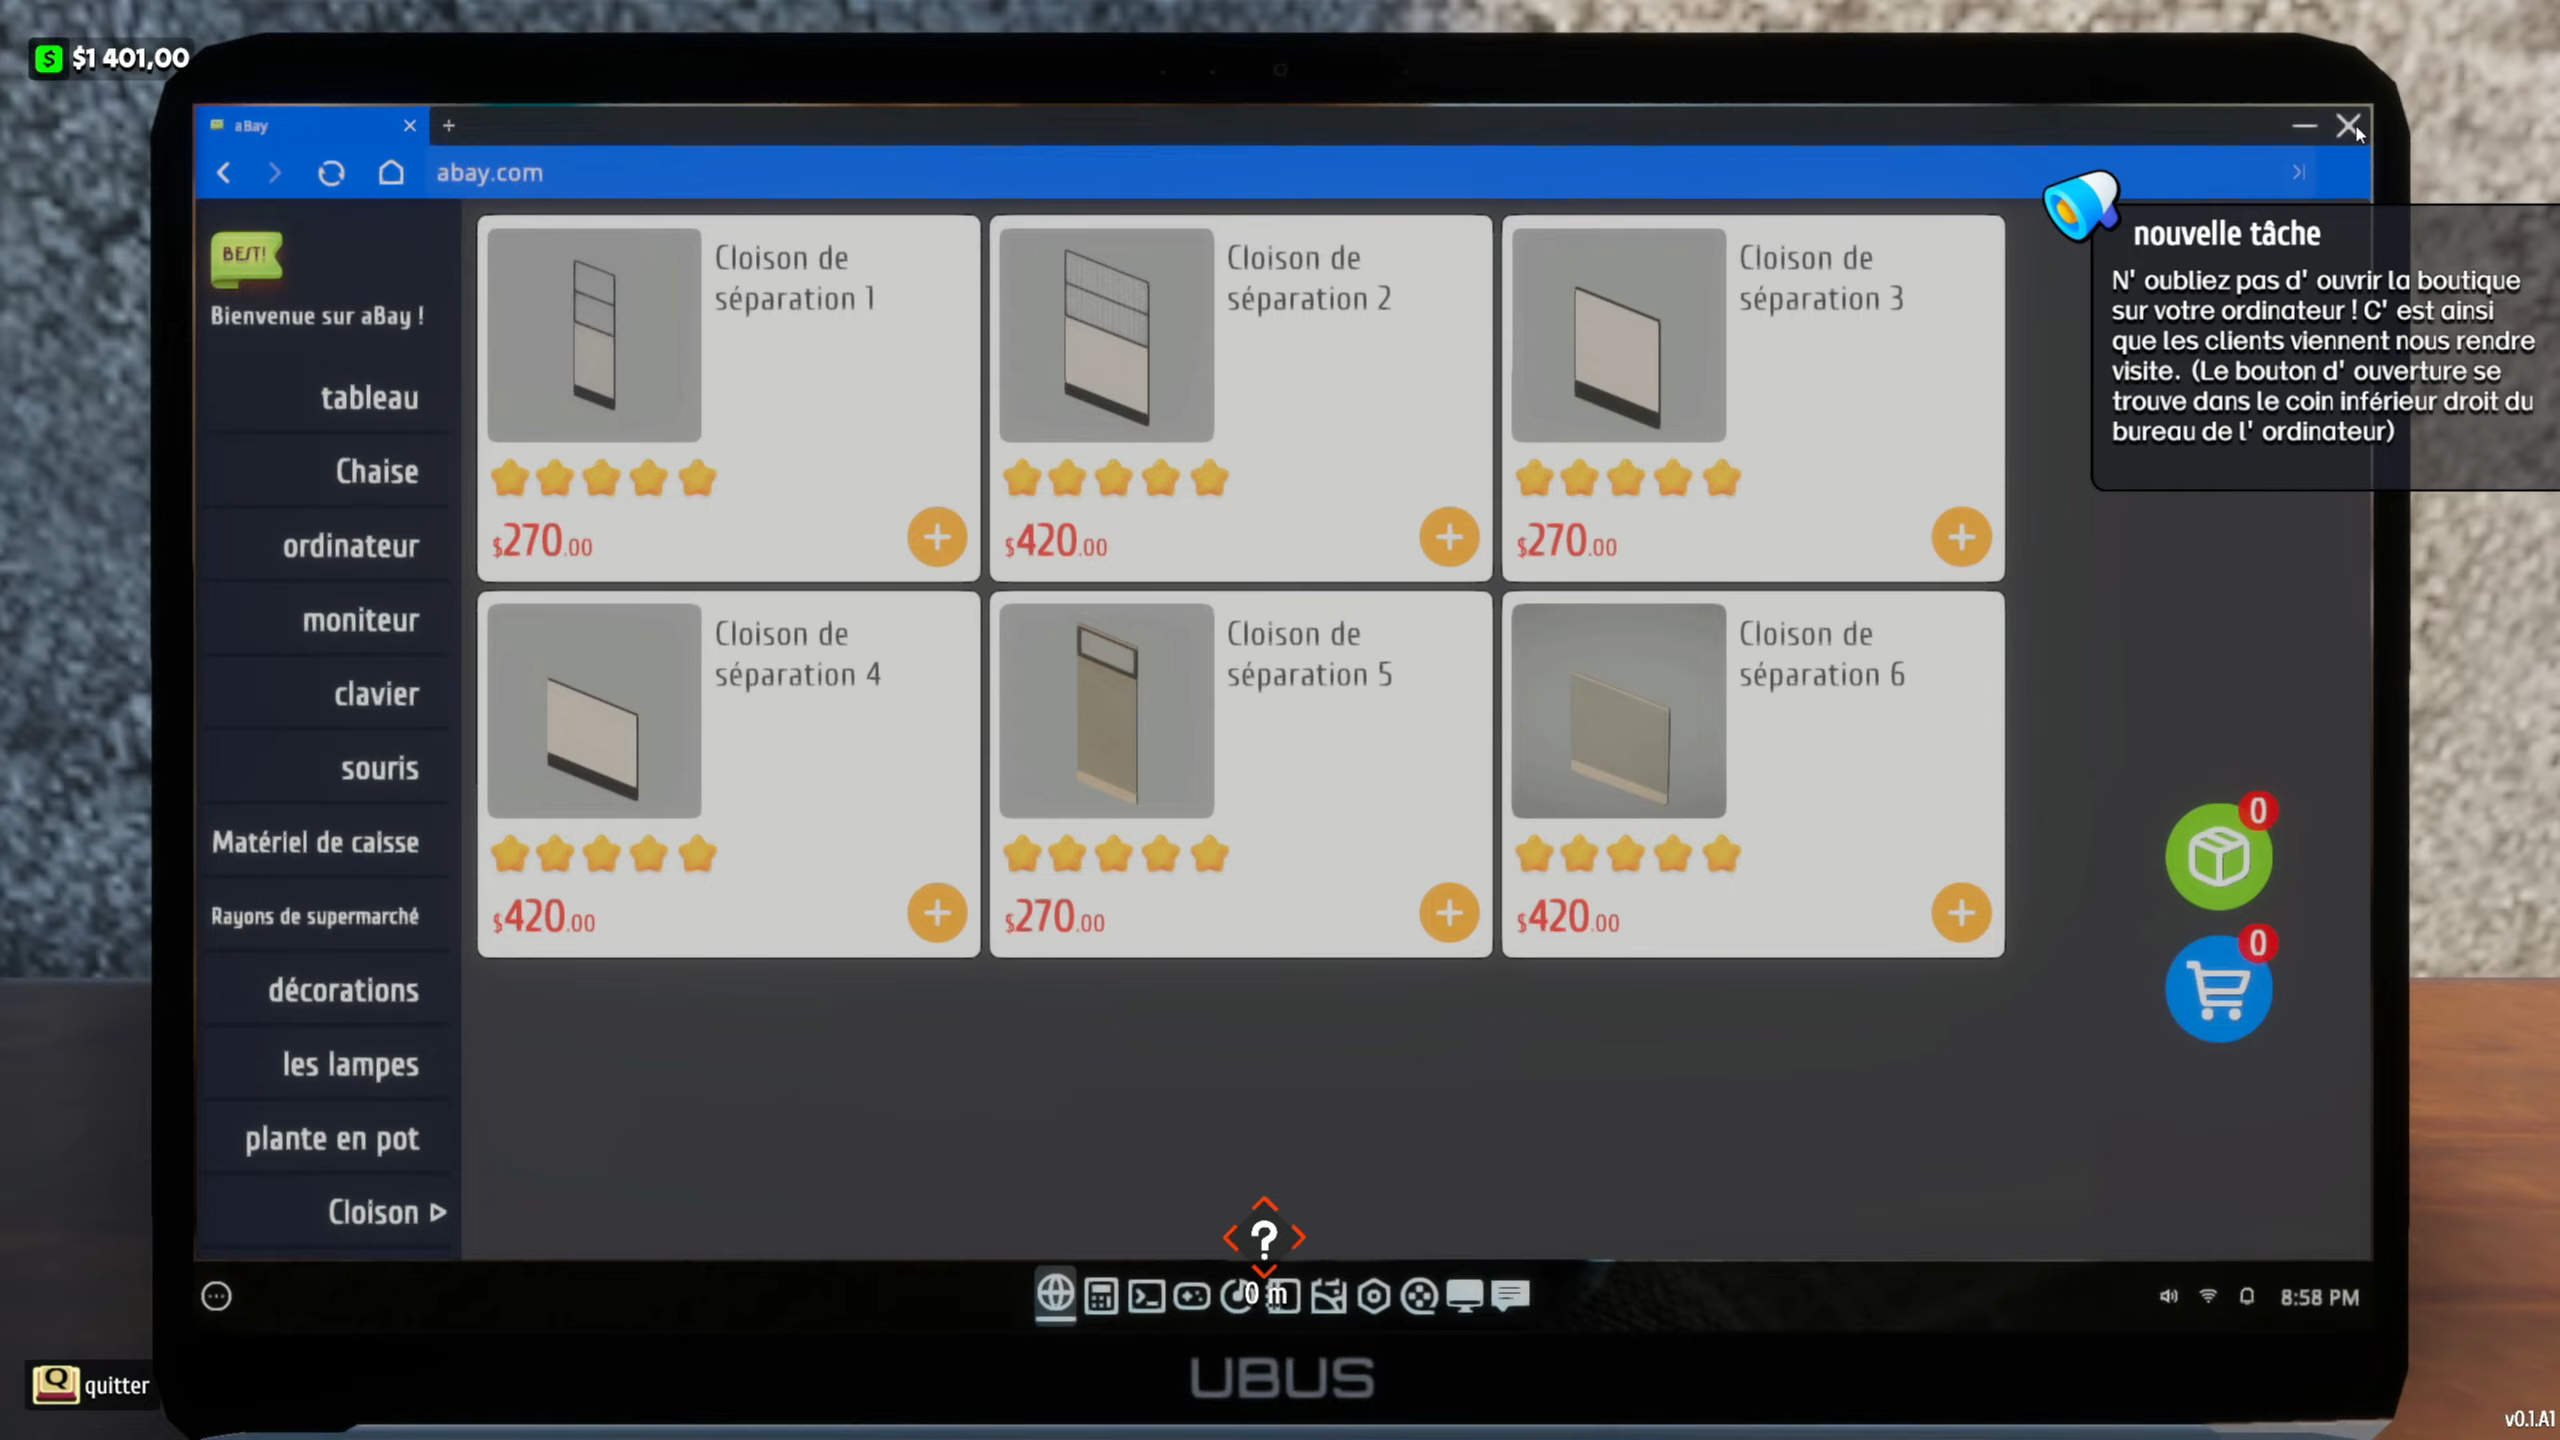 $1 401,00
aBay
abay.com
BEST!
Bienvenue sur aBay !
tableau
Chaise
ordinateur
moniteur
clavier
souris
Matériel de caisse
Rayons de supermarché
décorations
les lampes
plante en pot
Cloison
Cloison de
séparation 1
$270.00
Cloison de
séparation 2
$420.00
Cloison de
séparation 3
$270.00
Cloison de
séparation 4
$420.00
Cloison de
séparation 5
$270.00
Cloison de
séparation 6
$420.00
nouvelle tâche
N' oubliez pas d' ouvrir la boutique
sur votre ordinateur ! C' est ainsi
que les clients viennent nous rendre
visite. (Le bouton d' ouverture se
trouve dans le coin inférieur droit du
bureau de l' ordinateur)
0
0
?
0 m
8:58 PM
UBUS
Q quitter
v0.1.A1